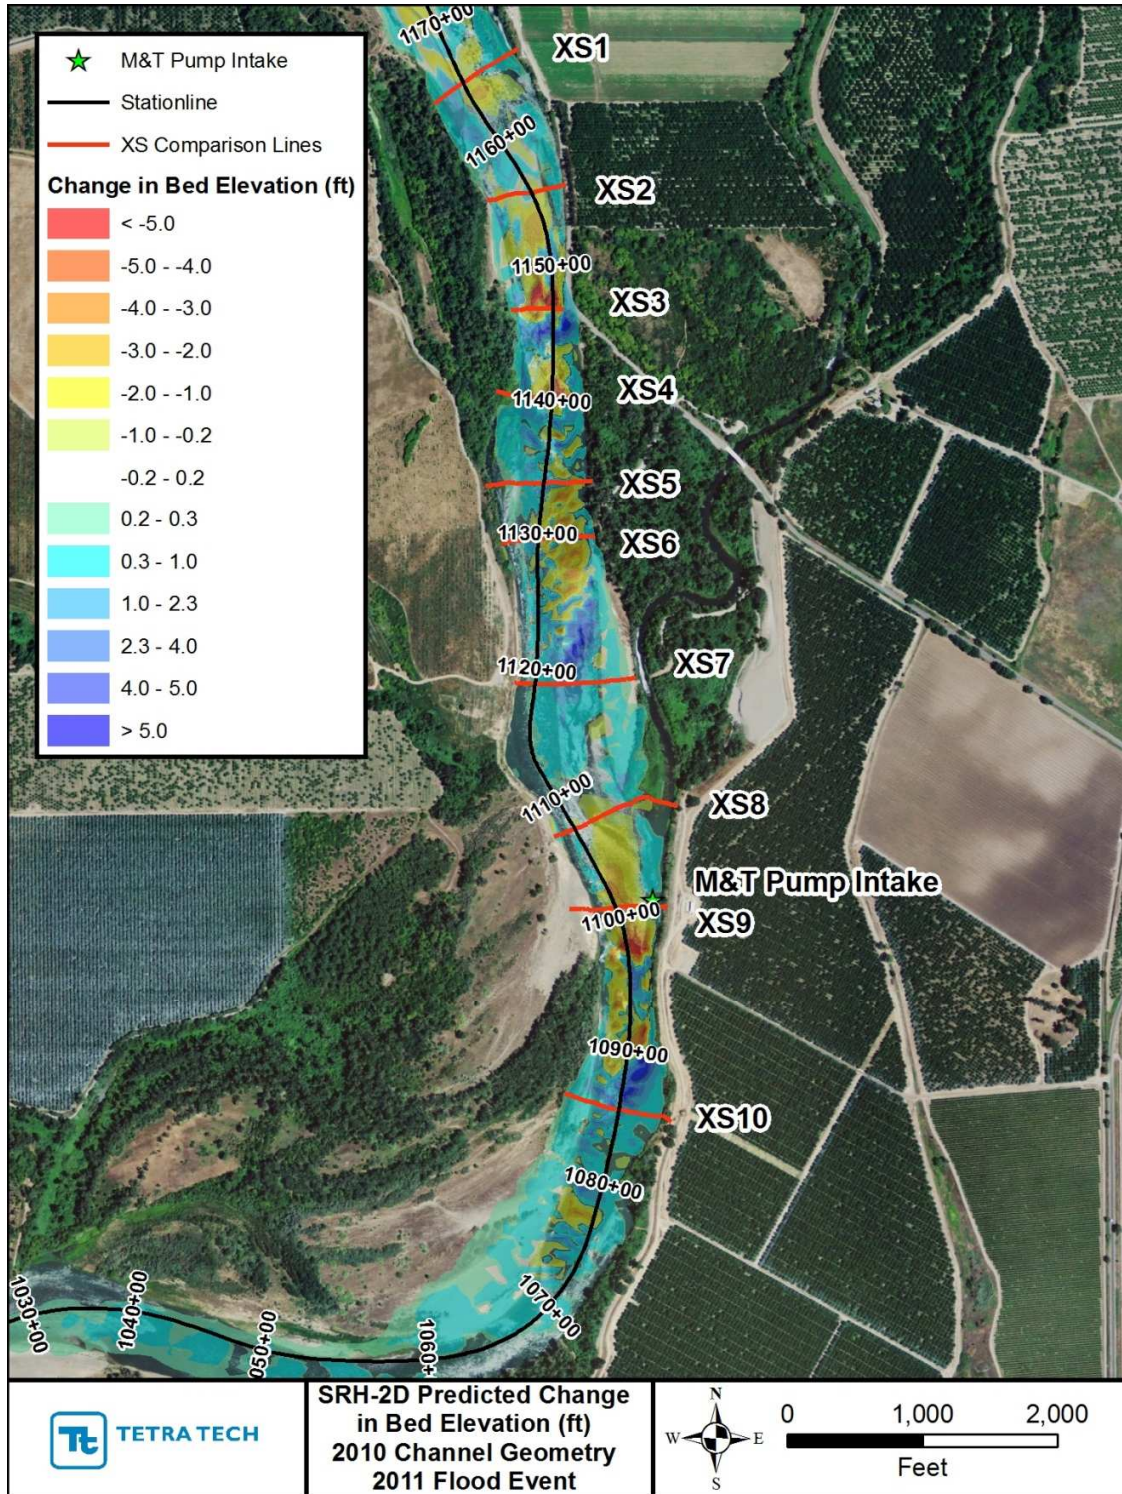 M&T Pump Intake
Stationline
XS Comparison Lines
Change in Bed Elevation (ft)
< -5.0
-5.0 - -4.0
-4.0 - -3.0
-3.0 - -2.0
-2.0 - -1.0
-1.0 - -0.2
-0.2 - 0.2
0.2 - 0.3
0.3 - 1.0
1.0 - 2.3
2.3 - 4.0
4.0 - 5.0
> 5.0
1170+00
XS1
1160+00
XS2
1150+00
XS3
XS4
1140+00
XS5
1130+00
XS6
XS7
1120+00
1110+00
XS8
M&T Pump Intake
1100+00
XS9
1090+00
XS10
1080+00
1070+00
1060+
050+00
1040+00
1030+00
Tt TETRA TECH
SRH-2D Predicted Change
in Bed Elevation (ft)
2010 Channel Geometry
2011 Flood Event
N
W
E
S
0 1,000 2,000
Feet